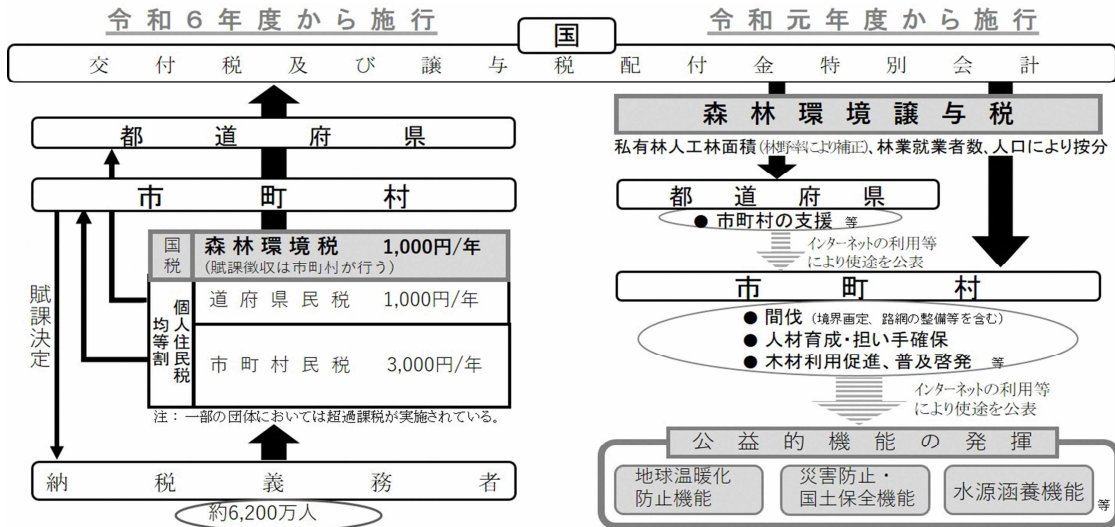 令和６年度から施行
令和元年度から施行
国
交付税及び譲与税配付金特別会計
都道府県
市町村
国税
森林環境税 1,000円/年
(賦課徴収は市町村が行う)
個人住民税
均等割
道府県民税 1,000円/年
市町村民税 3,000円/年
注：一部の団体においては超過課税が実施されている。
賦課決定
納税義務者
約6,200万人
森林環境譲与税
私有林人工林面積(林野率により補正)、林業就業者数、人口により按分
都道府県
● 市町村の支援 等
インターネットの利用等
により使途を公表
市町村
● 間伐 (境界画定、路網の整備等を含む)
● 人材育成・担い手確保
● 木材利用促進、普及啓発 等
インターネットの利用等
により使途を公表
公益的機能の発揮
地球温暖化
防止機能
災害防止・
国土保全機能
水源涵養機能
等